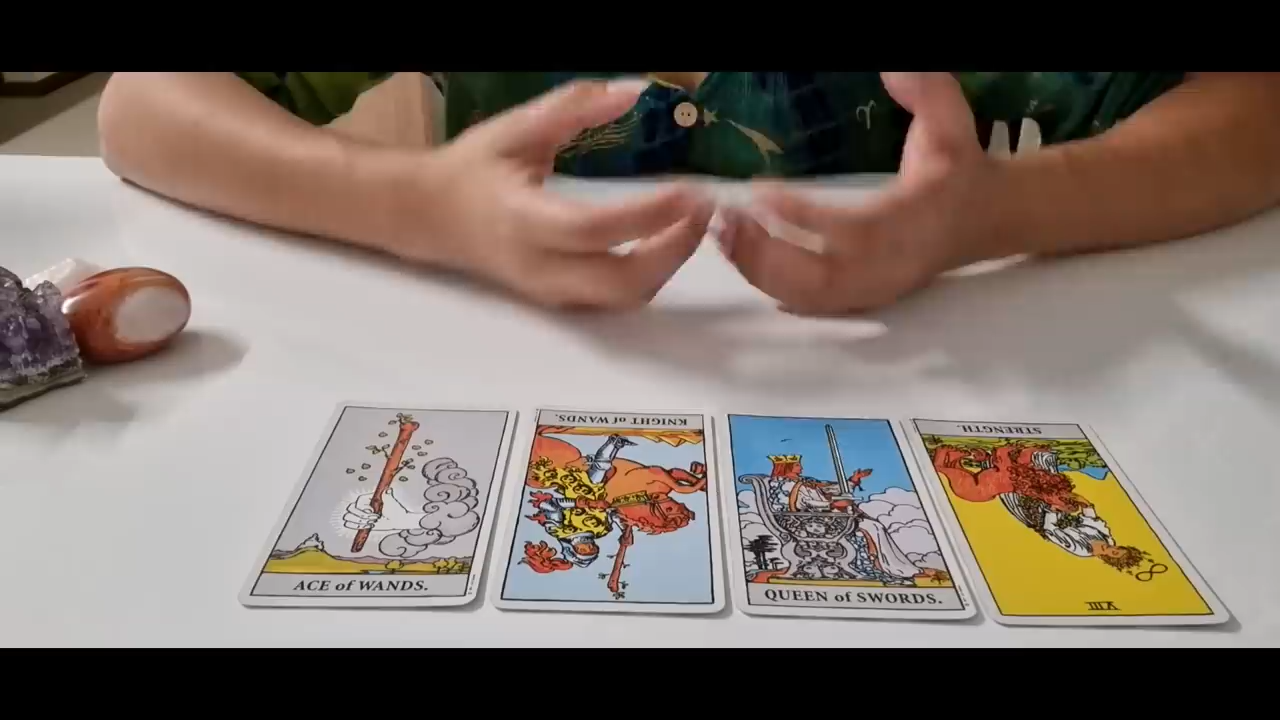 ACE of WANDS.
KNIGHT of WANDS.
QUEEN of SWORDS.
STRENGTH.
VIII